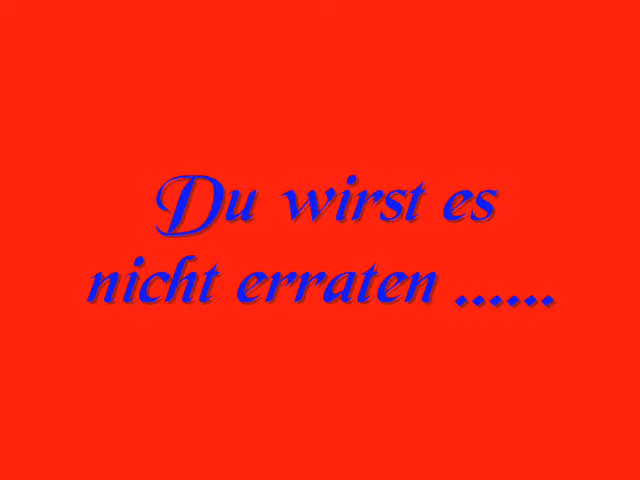 Du wirst es
nicht erraten ......